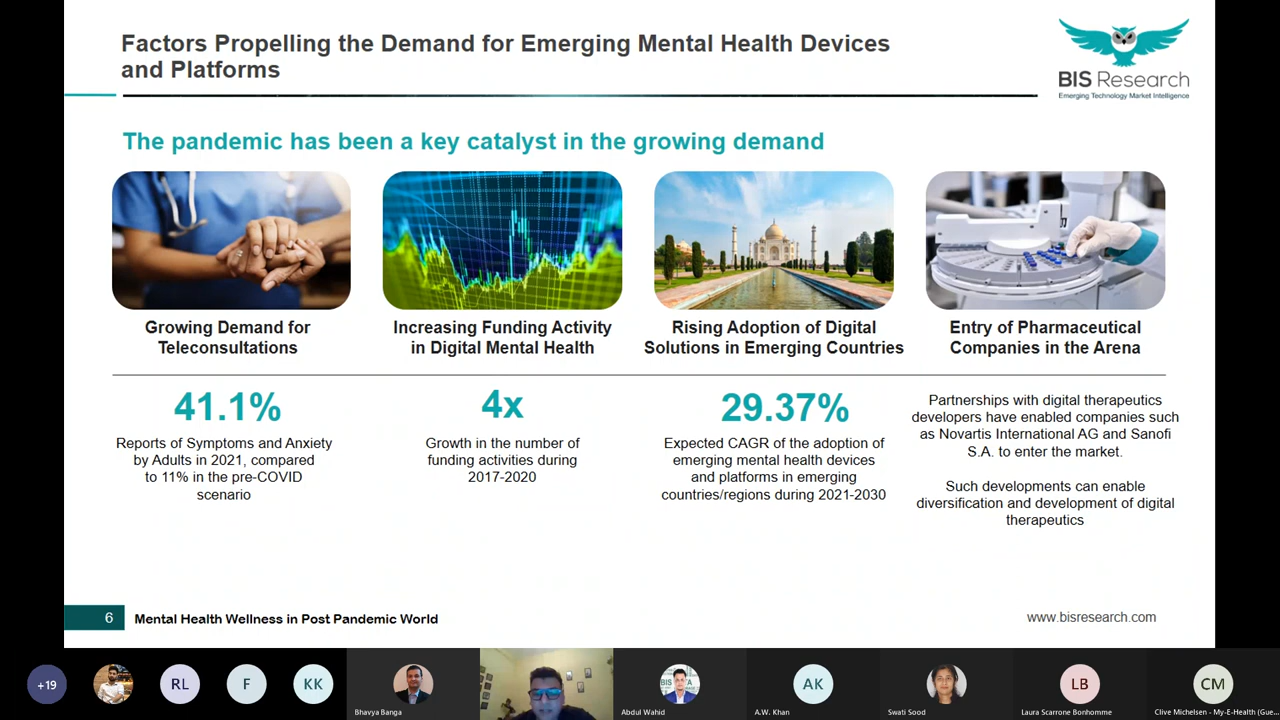 Factors Propelling the Demand for Emerging Mental Health Devices
and Platforms
BIS Research
Emerging Technology Market Intelligence
The pandemic has been a key catalyst in the growing demand
Growing Demand for
Teleconsultations
41.1%
Reports of Symptoms and Anxiety
by Adults in 2021, compared
to 11% in the pre-COVID
scenario
Increasing Funding Activity
in Digital Mental Health
4x
Growth in the number of
funding activities during
2017-2020
Rising Adoption of Digital
Solutions in Emerging Countries
29.37%
Expected CAGR of the adoption of
emerging mental health devices
and platforms in emerging
countries/regions during 2021-2030
Entry of Pharmaceutical
Companies in the Arena
Partnerships with digital therapeutics
developers have enabled companies such
as Novartis International AG and Sanofi
S.A. to enter the market.
Such developments can enable
diversification and development of digital
therapeutics
6
Mental Health Wellness in Post Pandemic World
www.bisresearch.com
+19
RL
F
KK
Bhavya Banga
Abdul Wahid
AK
A.W. Khan
Swati Sood
LB
Laura Scarrone Bonhomme
CM
Clive Michelsen - My-E-Health (Gue...